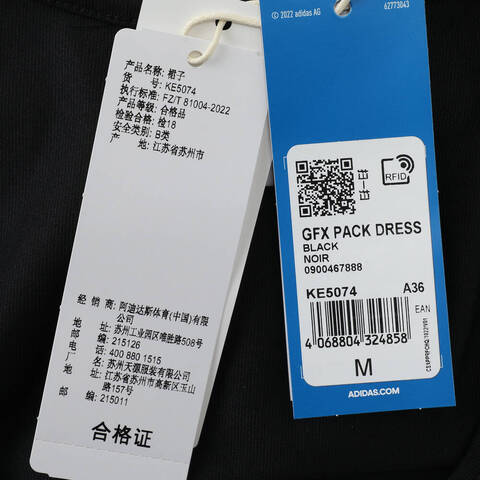 产品名称: 裙子
货 号: KE5074
执行标准: FZ/T 81004-2022
产品等级: 合格品
检验合格: 检18
安全类别: B类
产 地: 江苏省苏州市
经 销 商: 阿迪达斯体育(中国)有限
公司
地 址: 苏州工业园区唯胜路508号
邮 编: 215126
电 话: 400 880 1515
厂 名: 苏州天源服装有限公司
厂 址: 江苏省苏州市高新区玉山
路157号
邮 编: 215011
合格证
© 2022 adidas AG
62773043
RFID
扫一扫
GFX PACK DRESS
BLACK
NOIR
0900467888
KE5074 A36
EAN
4 068804 324858
M
ADIDAS.COM